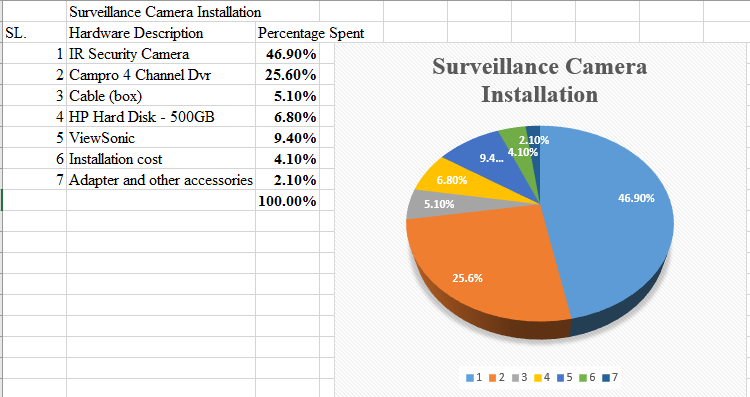 Surveillance Camera Installation
SL. Hardware Description Percentage Spent
1 IR Security Camera 46.90%
2 Campro 4 Channel Dvr 25.60%
3 Cable (box) 5.10%
4 HP Hard Disk - 500GB 6.80%
5 ViewSonic 9.40%
6 Installation cost 4.10%
7 Adapter and other accessories 2.10%
100.00%
Surveillance Camera
Installation
2.10%
4.10%
9.4...
6.80%
5.10%
46.90%
25.6%
1 2 3 4 5 6 7